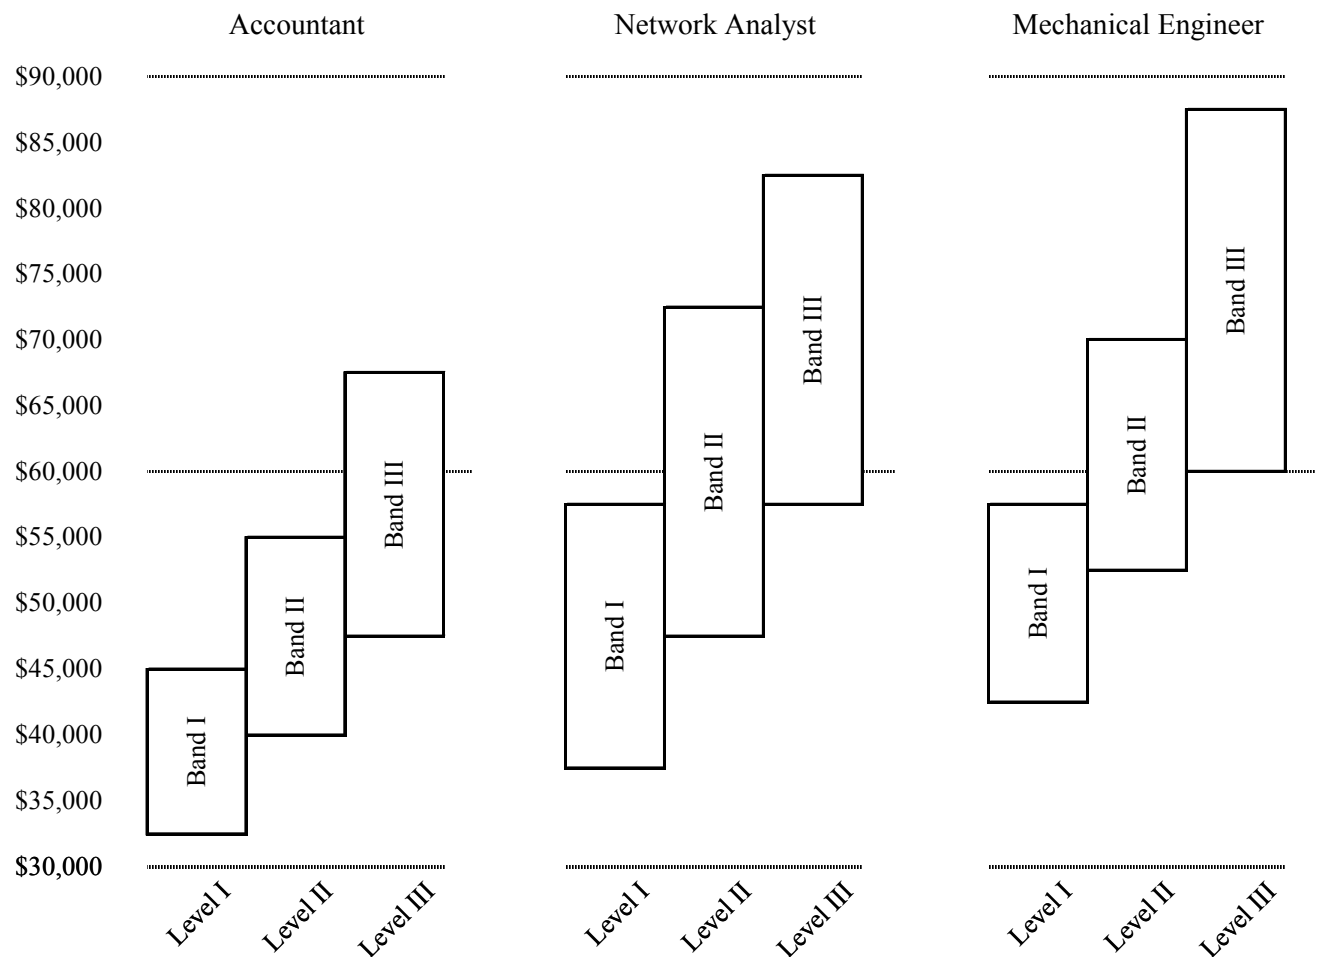 Accountant
Network Analyst
Mechanical Engineer
$90,000
$85,000
$80,000
$75,000
$70,000
$65,000
$60,000
$55,000
$50,000
$45,000
$40,000
$35,000
$30,000
Band I
Band II
Band III
Band I
Band II
Band III
Band I
Band II
Band III
Level I
Level II
Level III
Level I
Level II
Level III
Level I
Level II
Level III